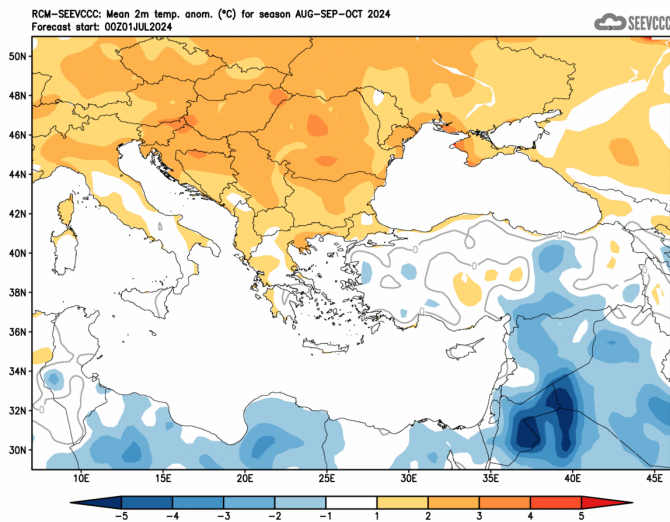 RCM-SEEVCCC: Mean 2m temp. anom. (°C) for season AUG-SEP-OCT 2024
Forecast start: 00Z01JUL2024
SEEVCCC
50N
48N
46N
44N
42N
40N
38N
36N
34N
32N
30N
10E 15E 20E 25E 30E 35E 40E 45E
-5 -4 -3 -2 -1 1 2 3 4 5